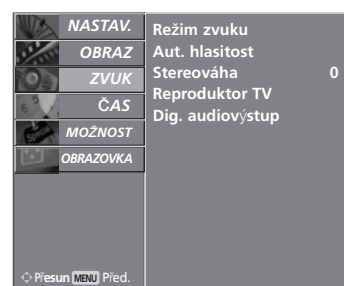 NASTAV.
OBRAZ
ZVUK
ČAS
MOŽNOST
OBRAZOVKA
Přesun MENU Před.
Režim zvuku
Aut. hlasitost
Stereováha 0
Reproduktor TV
Dig. audiovýstup